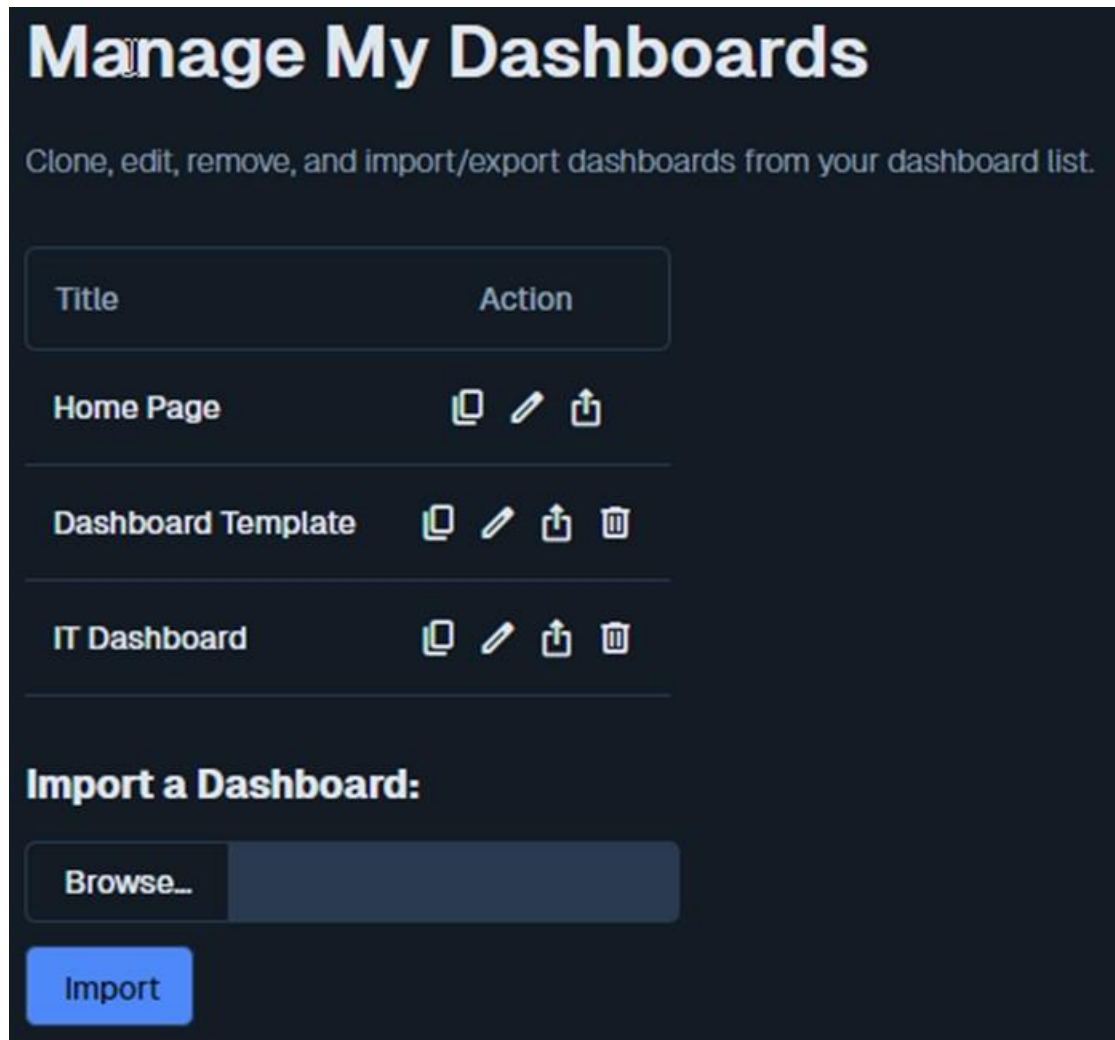 Manage My Dashboards
Clone, edit, remove, and import/export dashboards from your dashboard list.
Title Action
Home Page
Dashboard Template
IT Dashboard
Import a Dashboard:
Browse...
Import